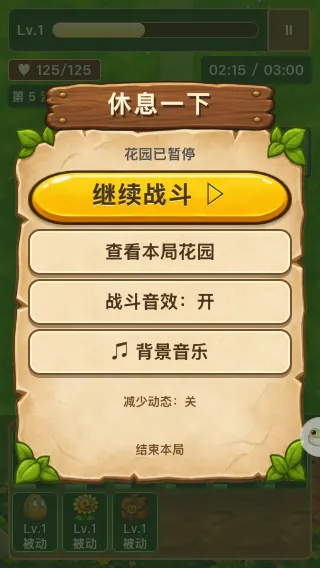 Lv.1
125/125
02:15 / 03:00
第 5
休息一下
花园已暂停
继续战斗
查看本局花园
战斗音效：开
背景音乐
减少动态：关
结束本局
Lv.1
被动
Lv.1
被动
Lv.1
被动